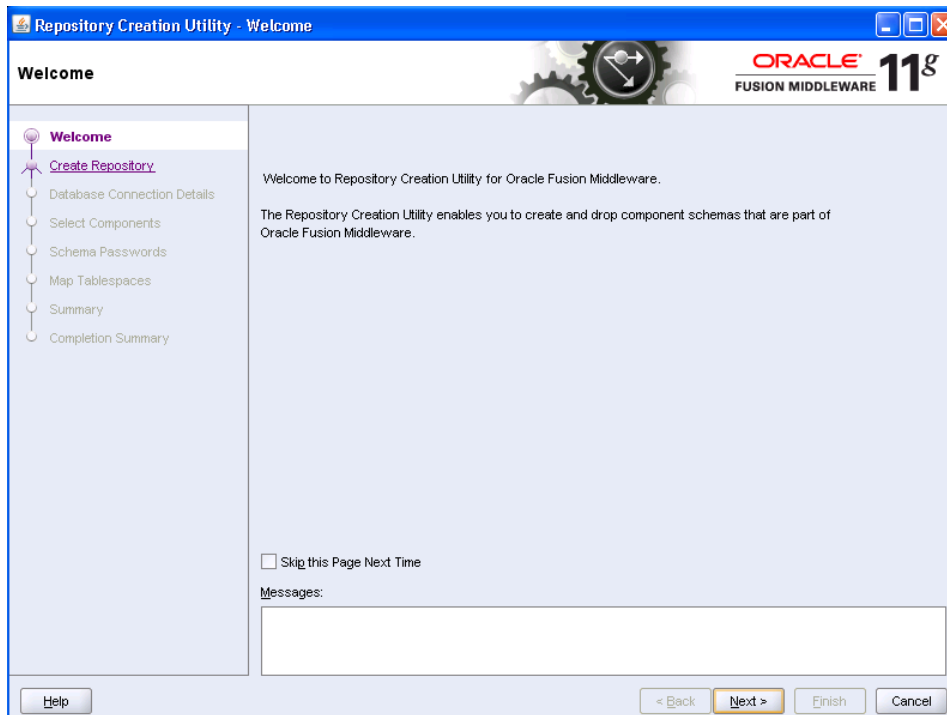 Repository Creation Utility - Welcome
Welcome
ORACLE
FUSION MIDDLEWARE
11g
Welcome
Create Repository
Database Connection Details
Select Components
Schema Passwords
Map Tablespaces
Summary
Completion Summary
Welcome to Repository Creation Utility for Oracle Fusion Middleware.
The Repository Creation Utility enables you to create and drop component schemas that are part of
Oracle Fusion Middleware.
Skip this Page Next Time
Messages:
Help
< Back
Next >
Finish
Cancel